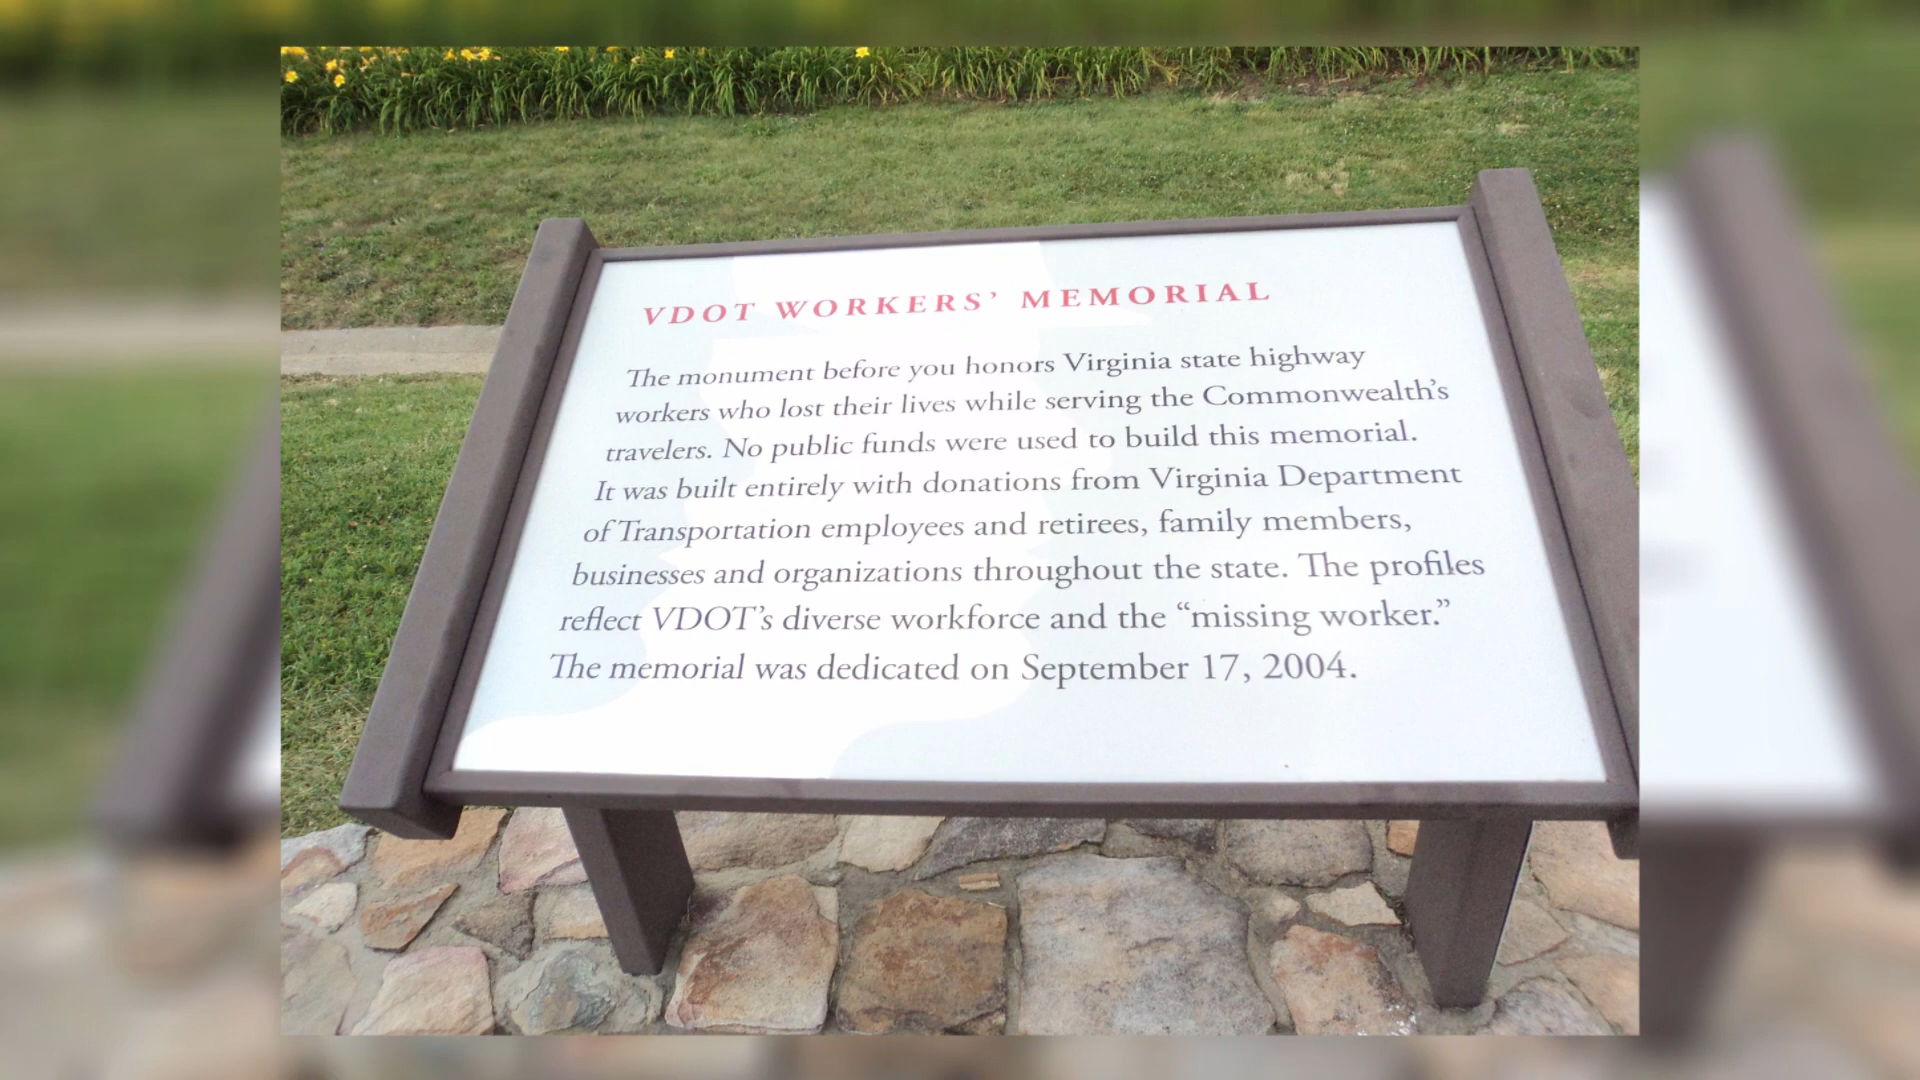 VDOT WORKERS’ MEMORIAL
The monument before you honors Virginia state highway
workers who lost their lives while serving the Commonwealth’s
travelers. No public funds were used to build this memorial.
It was built entirely with donations from Virginia Department
of Transportation employees and retirees, family members,
businesses and organizations throughout the state. The profiles
reflect VDOT’s diverse workforce and the “missing worker.”
The memorial was dedicated on September 17, 2004.